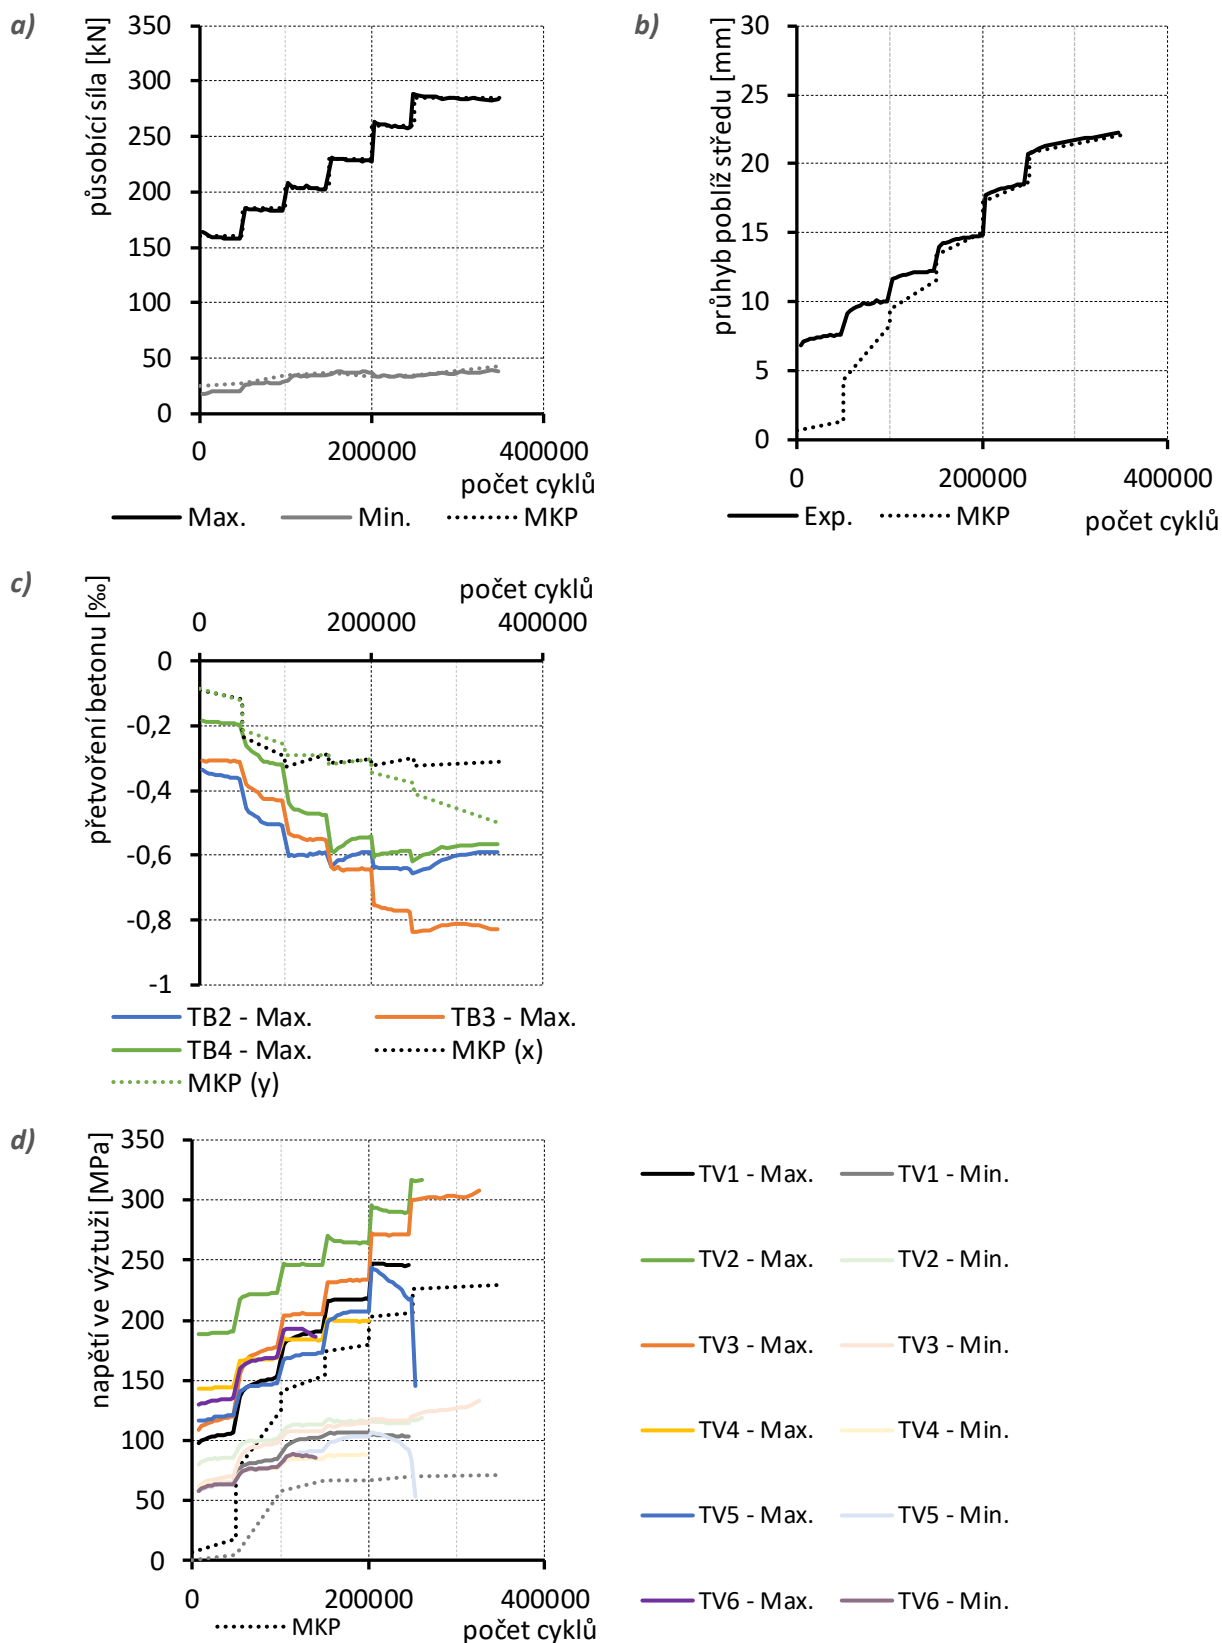 a)
působící síla [kN]
350
300
250
200
150
100
50
0
0 200000 400000
počet cyklů
Max. Min. MKP
b)
průhyb poblíž středu [mm]
30
25
20
15
10
5
0
0 200000 400000
počet cyklů
Exp. MKP
c)
přetvoření betonu [‰]
počet cyklů
0 200000 400000
0
-0,2
-0,4
-0,6
-0,8
-1
TB2 - Max. TB3 - Max.
TB4 - Max. MKP (x)
MKP (y)
d)
napětí ve výztuži [MPa]
350
300
250
200
150
100
50
0
0 200000 400000
počet cyklů
MKP
TV1 - Max. TV1 - Min.
TV2 - Max. TV2 - Min.
TV3 - Max. TV3 - Min.
TV4 - Max. TV4 - Min.
TV5 - Max. TV5 - Min.
TV6 - Max. TV6 - Min.